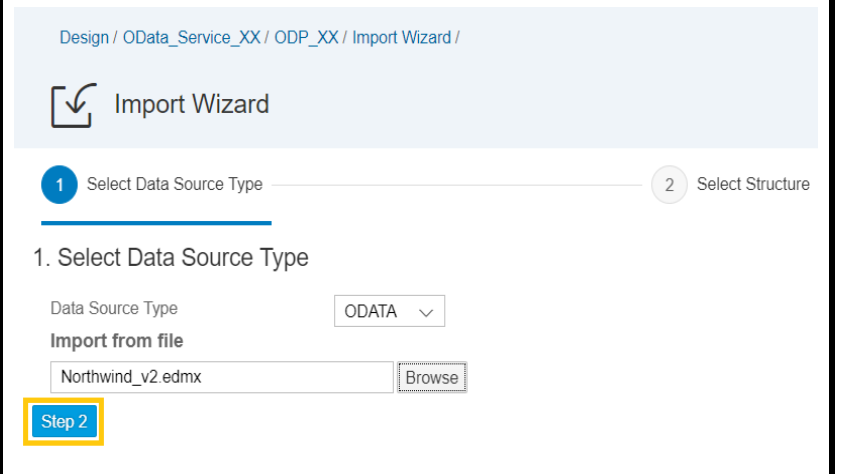 Design / OData_Service_XX / ODP_XX / Import Wizard /
Import Wizard
1 Select Data Source Type
2 Select Structure
1. Select Data Source Type
Data Source Type
ODATA
Import from file
Northwind_v2.edmx
Browse
Step 2